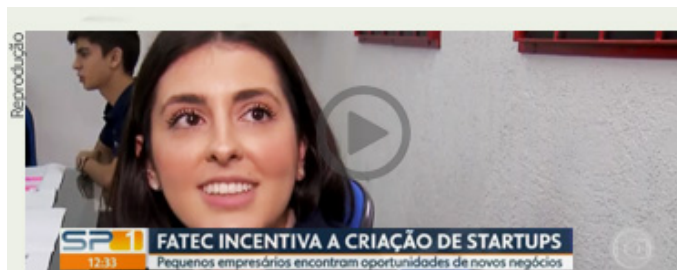 Reprodução
SP1
FATEC INCENTIVA A CRIAÇÃO DE STARTUPS
12:33
Pequenos empresários encontram oportunidades de novos negócios